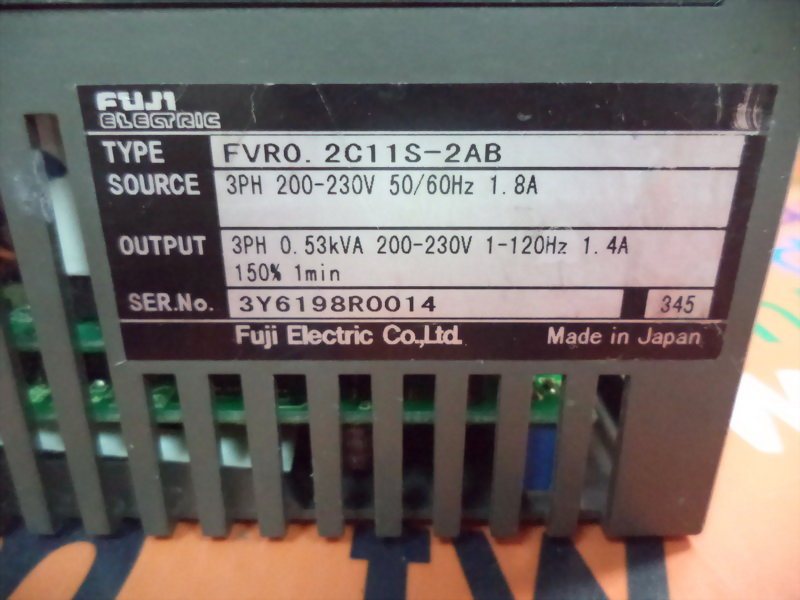 FUJI
ELECTRIC
TYPE FVR0.2C11S-2AB
SOURCE 3PH 200-230V 50/60Hz 1.8A
OUTPUT 3PH 0.53kVA 200-230V 1-120Hz 1.4A
150% 1min
SER.No. 3Y6198R0014 345
Fuji Electric Co.,Ltd. Made in Japan